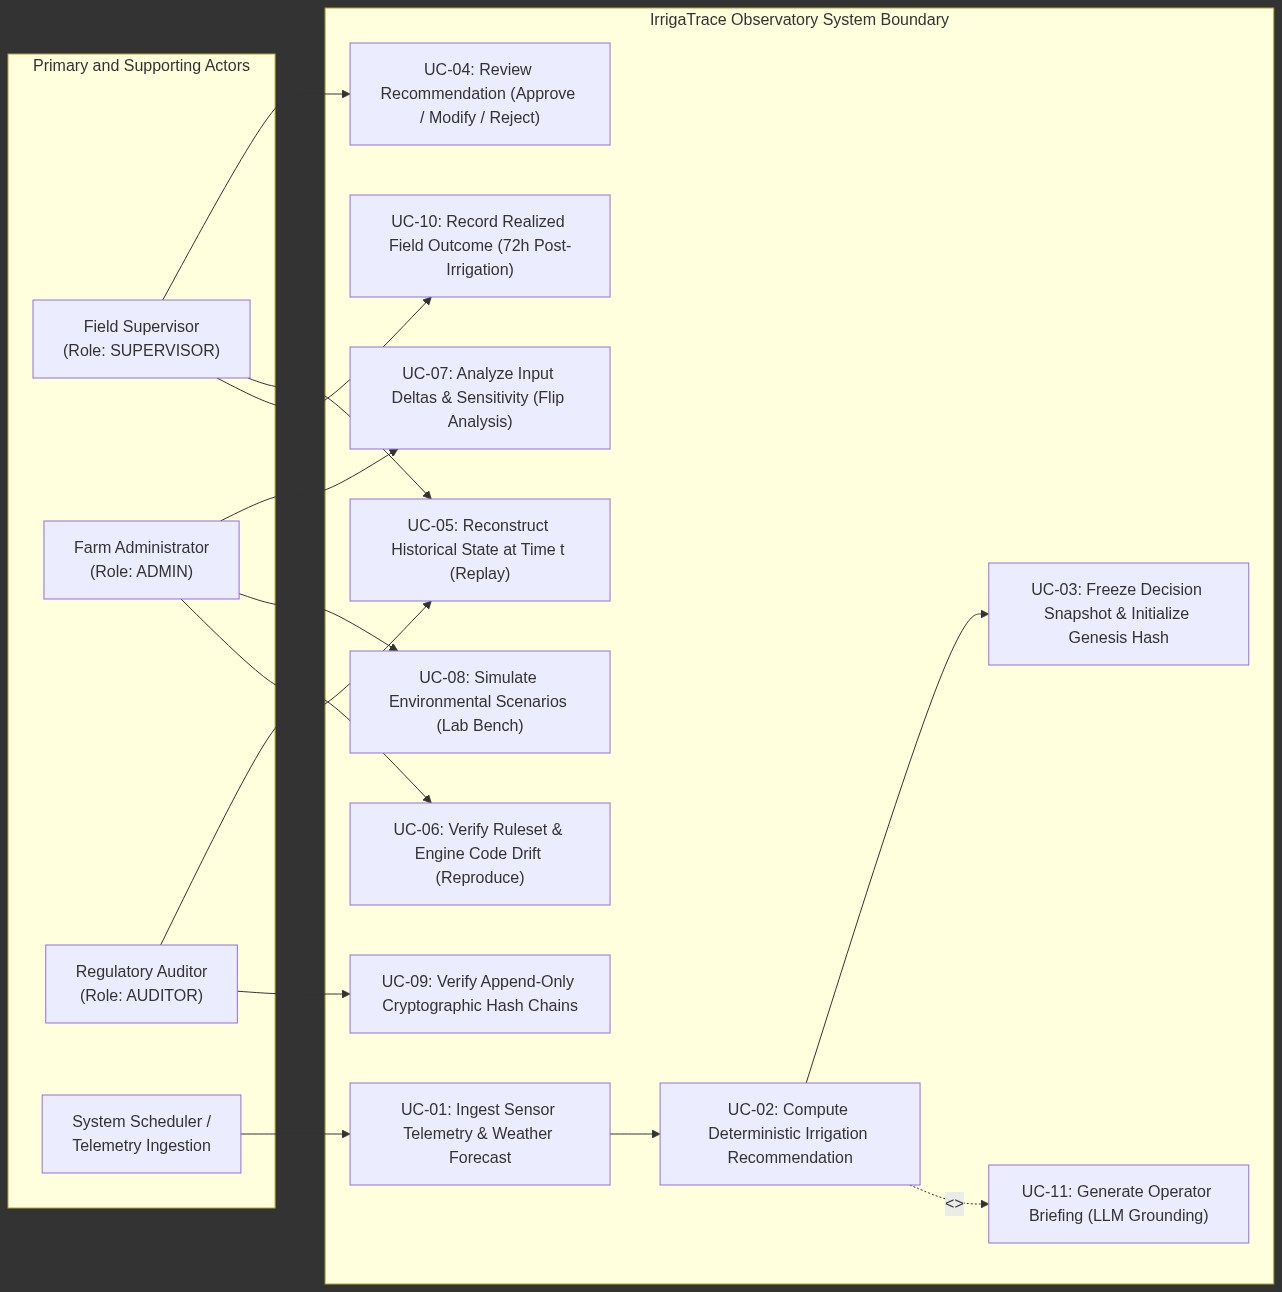 IrrigaTrace Observatory System Boundary
Primary and Supporting Actors
UC-04: Review
Recommendation (Approve
/ Modify / Reject)
UC-10: Record Realized
Field Outcome (72h Post-
Irrigation)
Field Supervisor
(Role: SUPERVISOR)
UC-07: Analyze Input
Deltas & Sensitivity (Flip
Analysis)
Farm Administrator
(Role: ADMIN)
UC-05: Reconstruct
Historical State at Time t
(Replay)
UC-03: Freeze Decision
Snapshot & Initialize
Genesis Hash
UC-08: Simulate
Environmental Scenarios
(Lab Bench)
UC-06: Verify Ruleset &
Engine Code Drift
(Reproduce)
Regulatory Auditor
(Role: AUDITOR)
UC-09: Verify Append-Only
Cryptographic Hash Chains
System Scheduler /
Telemetry Ingestion
UC-01: Ingest Sensor
Telemetry & Weather
Forecast
UC-02: Compute
Deterministic Irrigation
Recommendation
<>
UC-11: Generate Operator
Briefing (LLM Grounding)